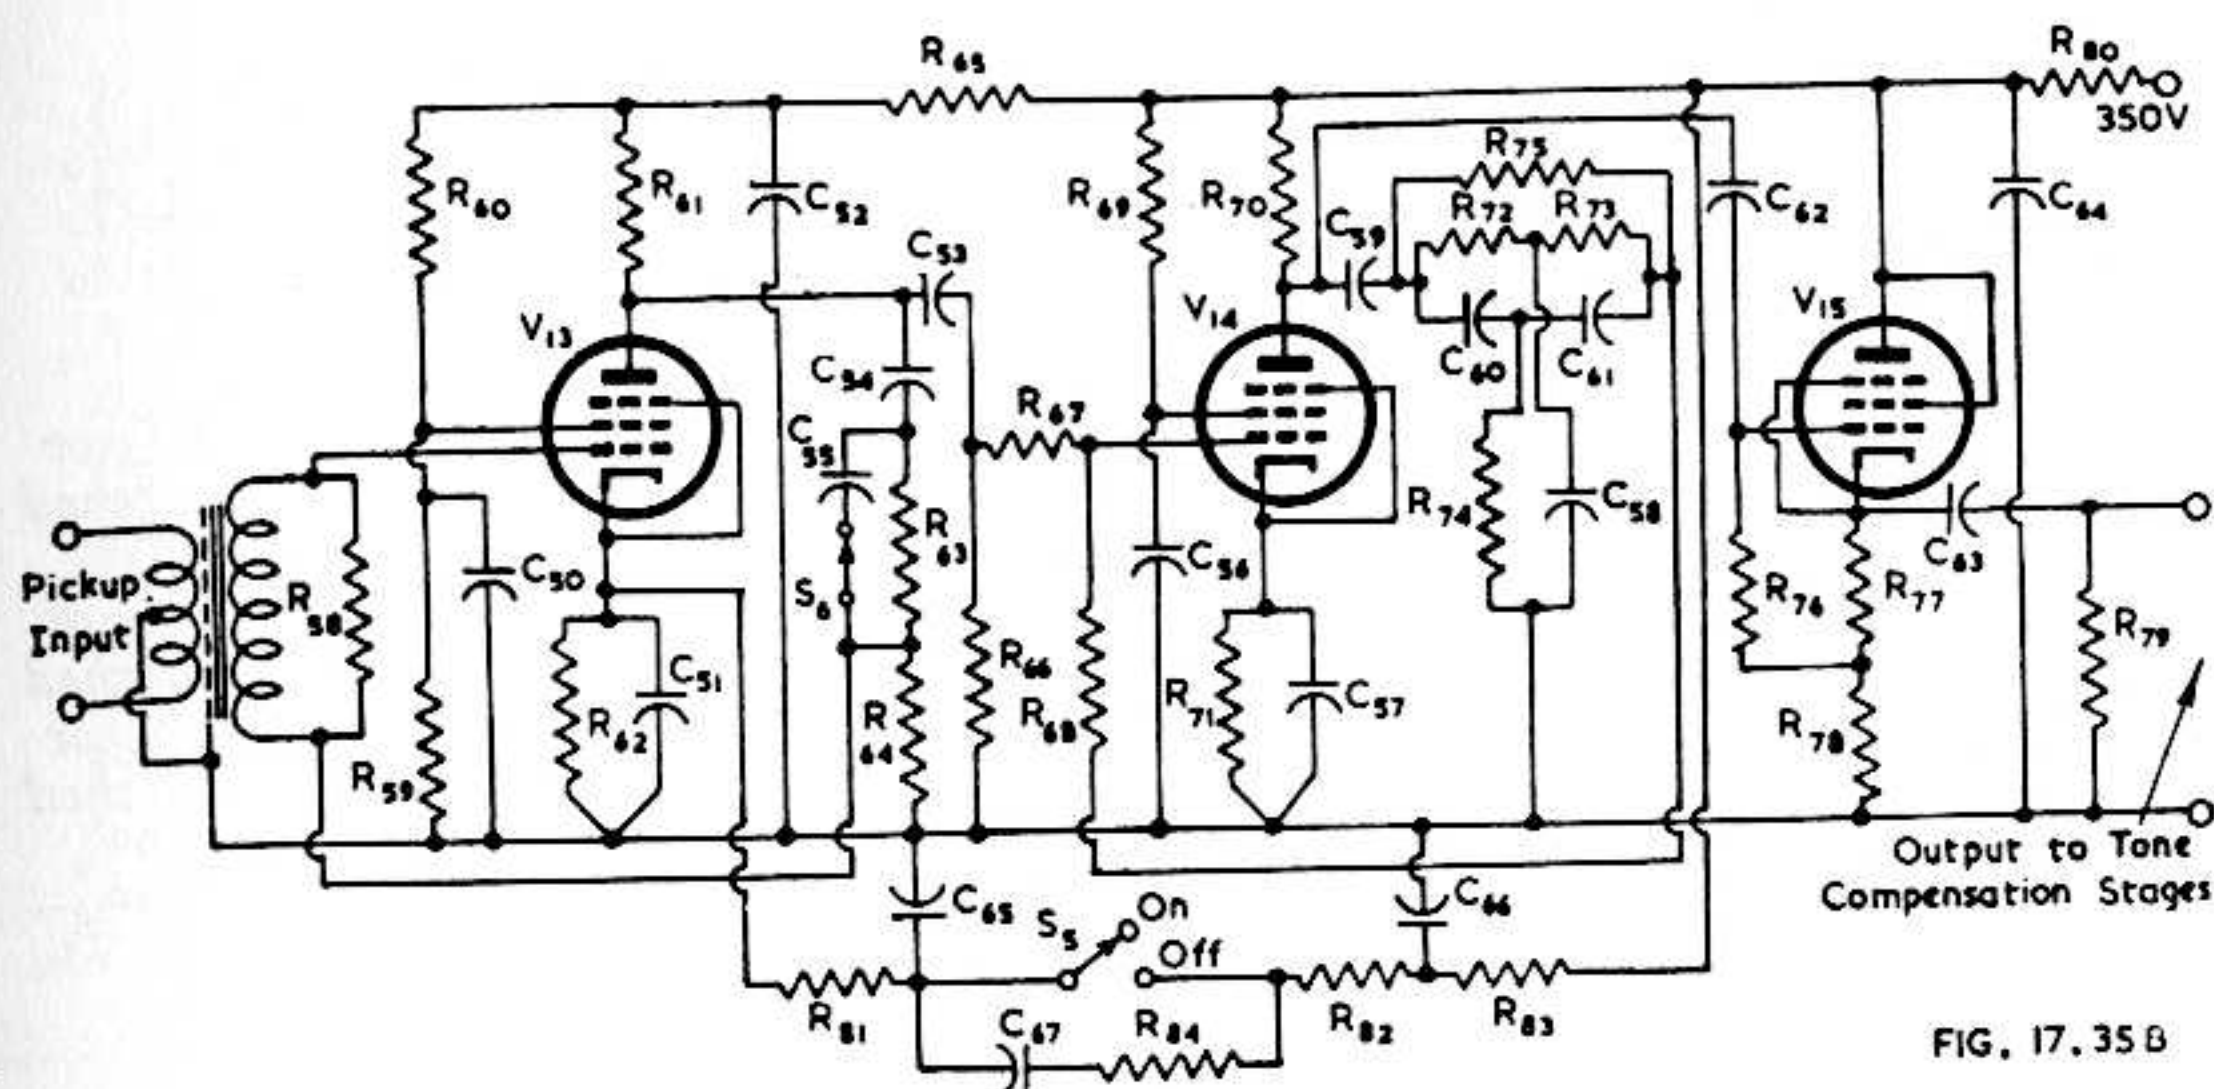 R65
R80
350V
R60
R61
C52
R69
R70
R75
R72
R73
C62
C64
C53
C59
V13
V14
V15
C54
C60
C61
R67
C55
R63
R74
C58
C56
C63
Pickup
Input
R58
C50
S6
R66
R76
R77
R79
C51
R62
R64
R68
R71
C57
R59
R78
Output to Tone
Compensation Stages
C65
S5
On
Off
C66
R81
C67
R84
R82
R83
FIG. 17.35B